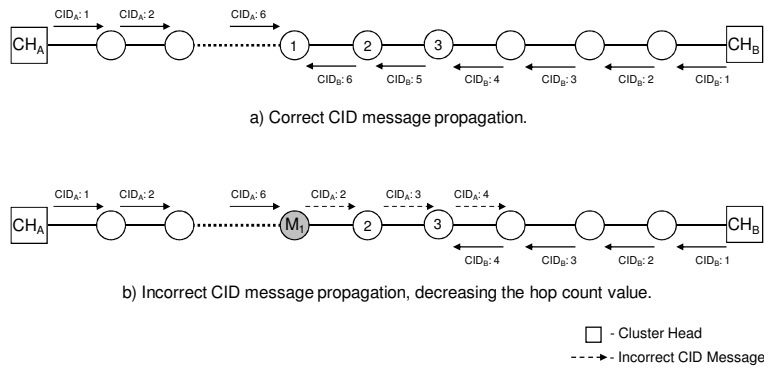 CIDA: 1 CIDA: 2 CIDA: 6
CHA 1 2 3 CHB
CIDB: 6 CIDB: 5 CIDB: 4 CIDB: 3 CIDB: 2 CIDB: 1
a) Correct CID message propagation.
CIDA: 1 CIDA: 2 CIDA: 6 CIDA: 2 CIDA: 3 CIDA: 4
CHA M1 2 3 CHB
CIDB: 4 CIDB: 3 CIDB: 2 CIDB: 1
b) Incorrect CID message propagation, decreasing the hop count value.
- Cluster Head
- Incorrect CID Message